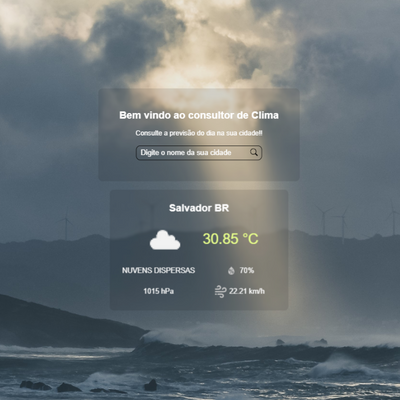 Bem vindo ao consultor de Clima
Consulte a previsão do dia na sua cidade!!
Digite o nome da sua cidade
Salvador BR
30.85 °C
NUVENS DISPERSAS
70%
1015 hPa
22.21 km/h